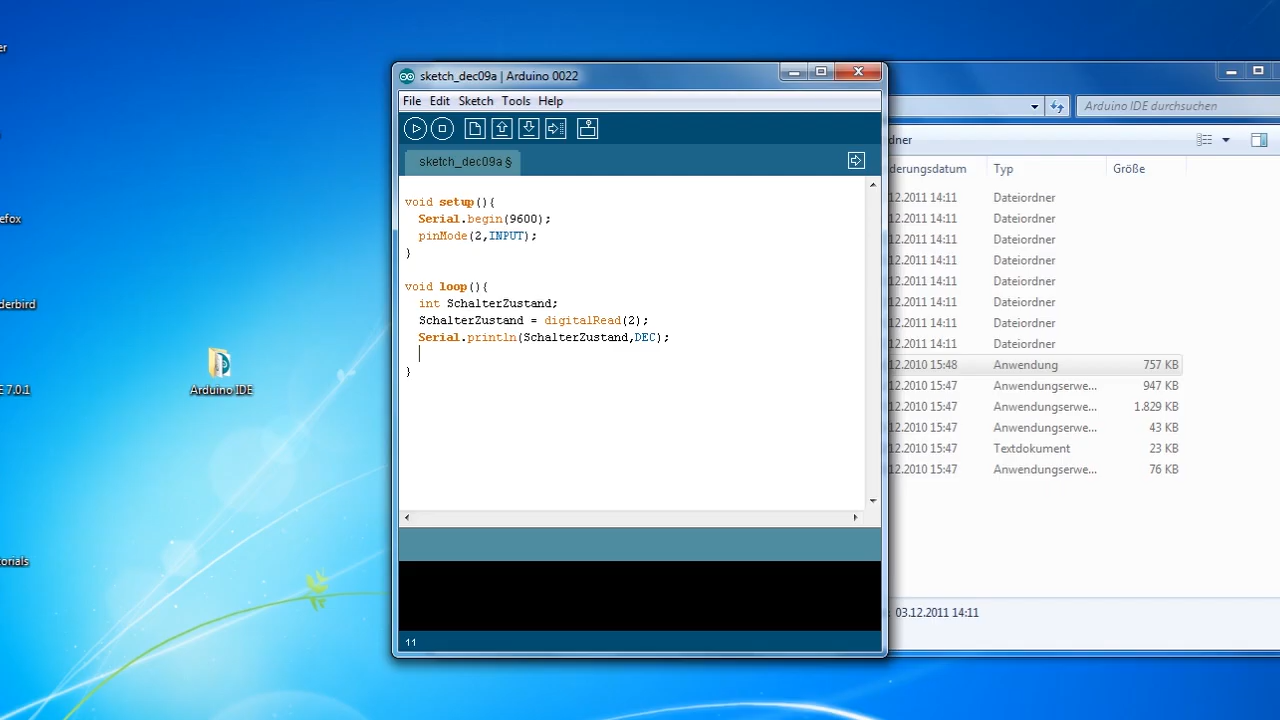 er
efox
derbird
E 7.0.1
orials
Arduino IDE
sketch_dec09a | Arduino 0022
File Edit Sketch Tools Help
sketch_dec09a §
void setup(){
Serial.begin(9600);
pinMode(2,INPUT);
}
void loop(){
int SchalterZustand;
SchalterZustand = digitalRead(2);
Serial.println(SchalterZustand,DEC);
}
11
Arduino IDE durchsuchen
dner
derungsdatum Typ Größe
12.2011 14:11 Dateiordner
12.2011 14:11 Dateiordner
12.2011 14:11 Dateiordner
12.2011 14:11 Dateiordner
12.2011 14:11 Dateiordner
12.2011 14:11 Dateiordner
12.2011 14:11 Dateiordner
12.2011 14:11 Dateiordner
12.2010 15:48 Anwendung 757 KB
12.2010 15:47 Anwendungserwe... 947 KB
12.2010 15:47 Anwendungserwe... 1.829 KB
12.2010 15:47 Anwendungserwe... 43 KB
12.2010 15:47 Textdokument 23 KB
12.2010 15:47 Anwendungserwe... 76 KB
03.12.2011 14:11